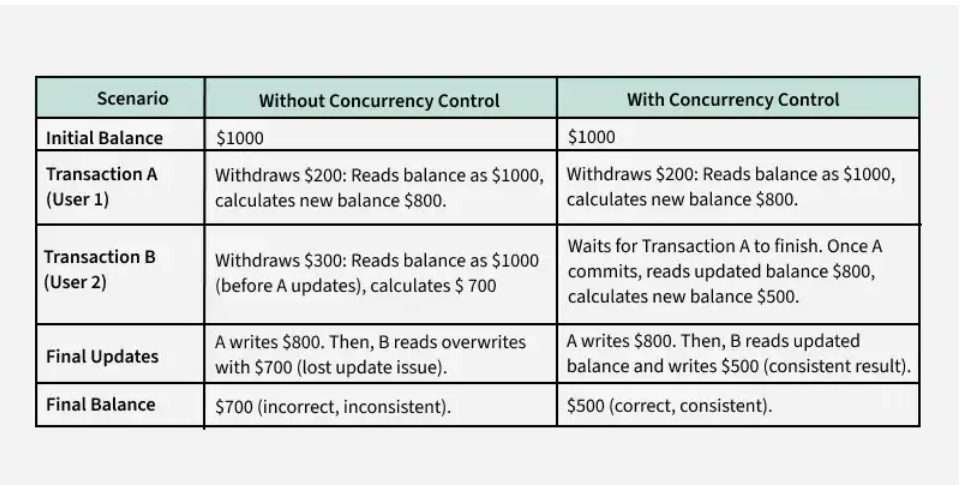 Scenario
Without Concurrency Control
With Concurrency Control
Initial Balance
$1000
$1000
Transaction A
(User 1)
Withdraws $200: Reads balance as $1000,
calculates new balance $800.
Withdraws $200: Reads balance as $1000,
calculates new balance $800.
Transaction B
(User 2)
Withdraws $300: Reads balance as $1000
(before A updates), calculates $ 700
Waits for Transaction A to finish. Once A
commits, reads updated balance $800,
calculates new balance $500.
Final Updates
A writes $800. Then, B reads overwrites
with $700 (lost update issue).
A writes $800. Then, B reads updated
balance and writes $500 (consistent result).
Final Balance
$700 (incorrect, inconsistent).
$500 (correct, consistent).